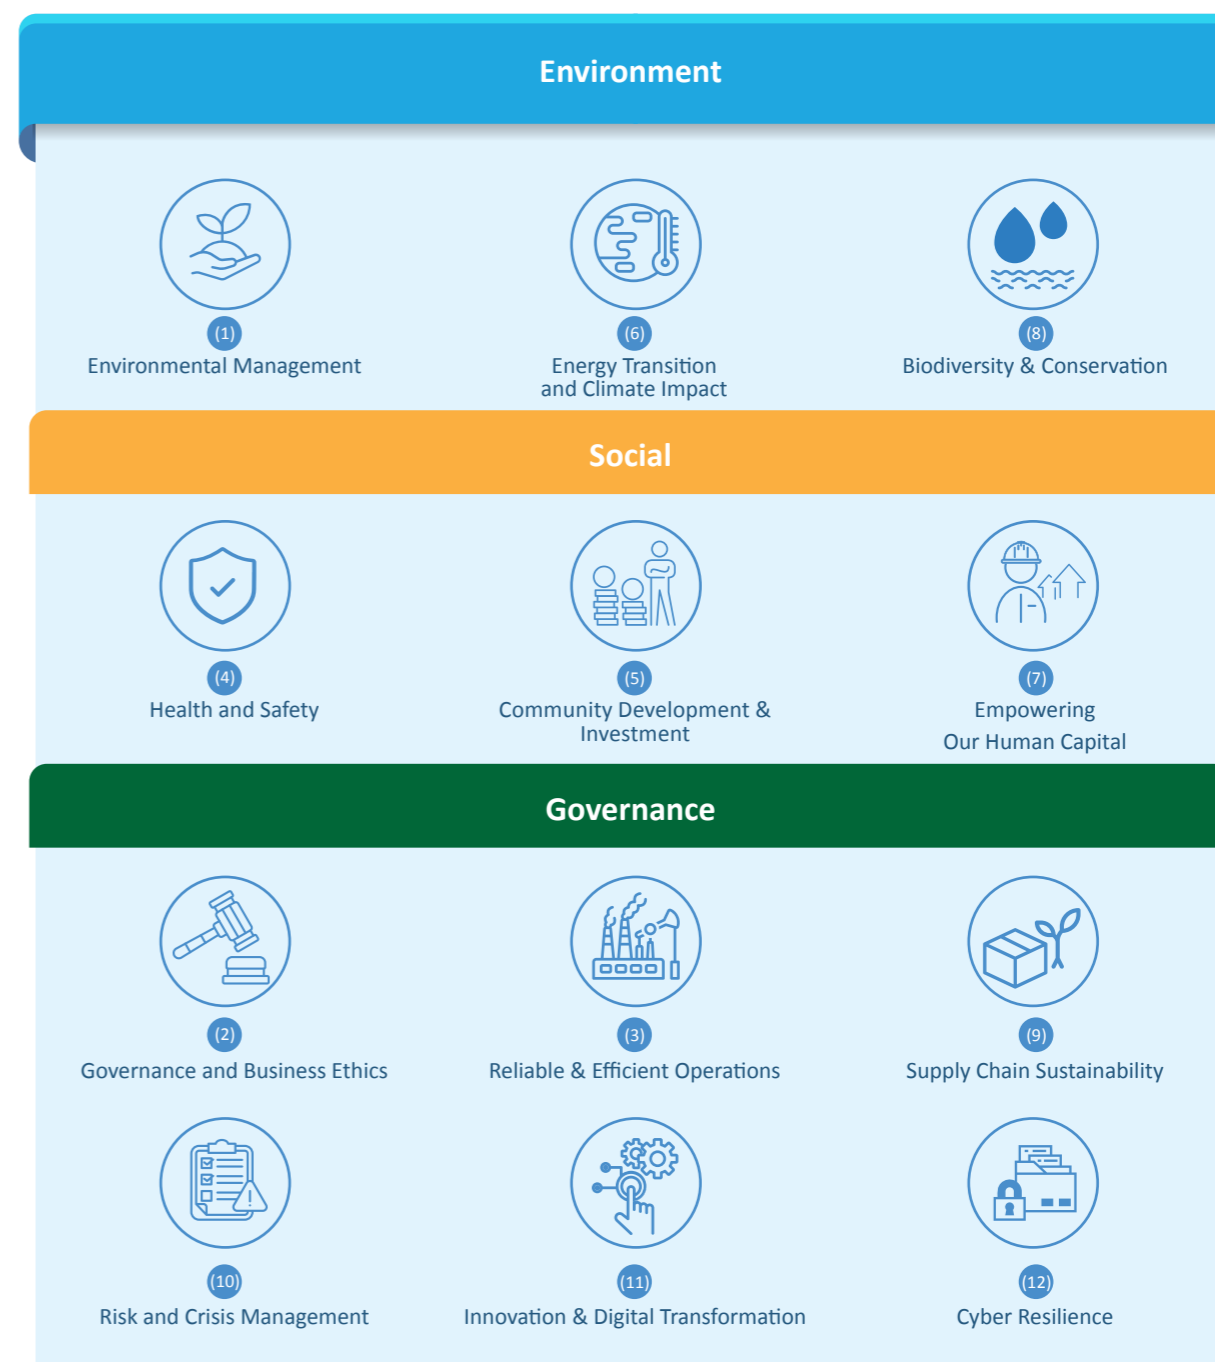 Environment
(1)
Environmental Management
(6)
Energy Transition
and Climate Impact
(8)
Biodiversity & Conservation
Social
(4)
Health and Safety
(5)
Community Development &
Investment
(7)
Empowering
Our Human Capital
Governance
(2)
Governance and Business Ethics
(3)
Reliable & Efficient Operations
(9)
Supply Chain Sustainability
(10)
Risk and Crisis Management
(11)
Innovation & Digital Transformation
(12)
Cyber Resilience